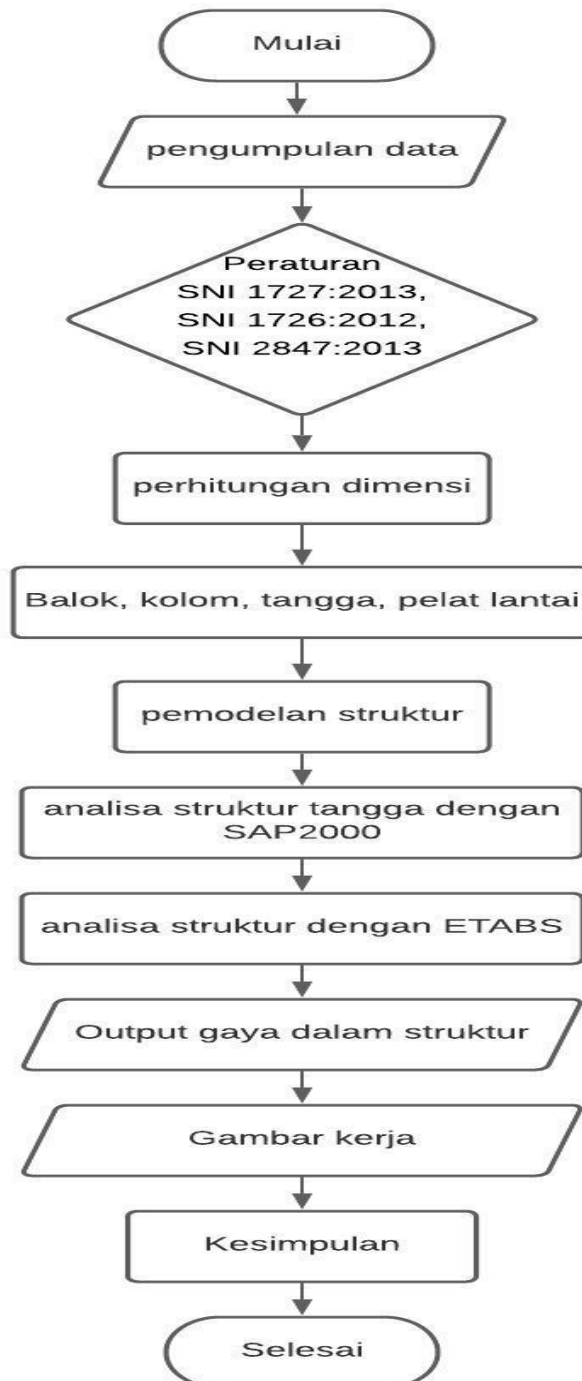 Mulai
pengumpulan data
Peraturan
SNI 1727:2013,
SNI 1726:2012,
SNI 2847:2013
perhitungan dimensi
Balok, kolom, tangga, pelat lantai
pemodelan struktur
analisa struktur tangga dengan
SAP2000
analisa struktur dengan ETABS
Output gaya dalam struktur
Gambar kerja
Kesimpulan
Selesai